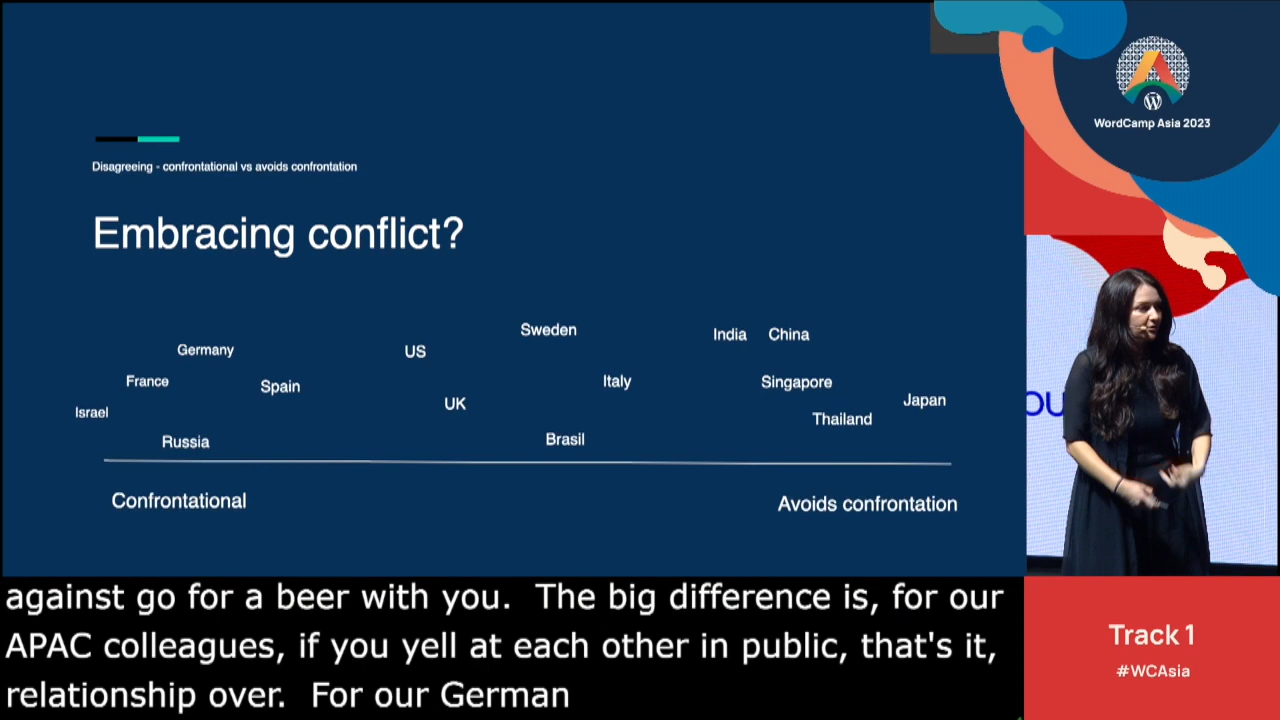 WordCamp Asia 2023
Disagreeing - confrontational vs avoids confrontation
Embracing conflict?
Sweden
India China
Germany
US
France
Spain
Italy
Singapore
Israel
UK
Japan
Thailand
Russia
Brasil
Confrontational
Avoids confrontation
OU
against go for a beer with you. The big difference is, for our
APAC colleagues, if you yell at each other in public, that's it,
relationship over. For our German
Track 1
#WCAsia